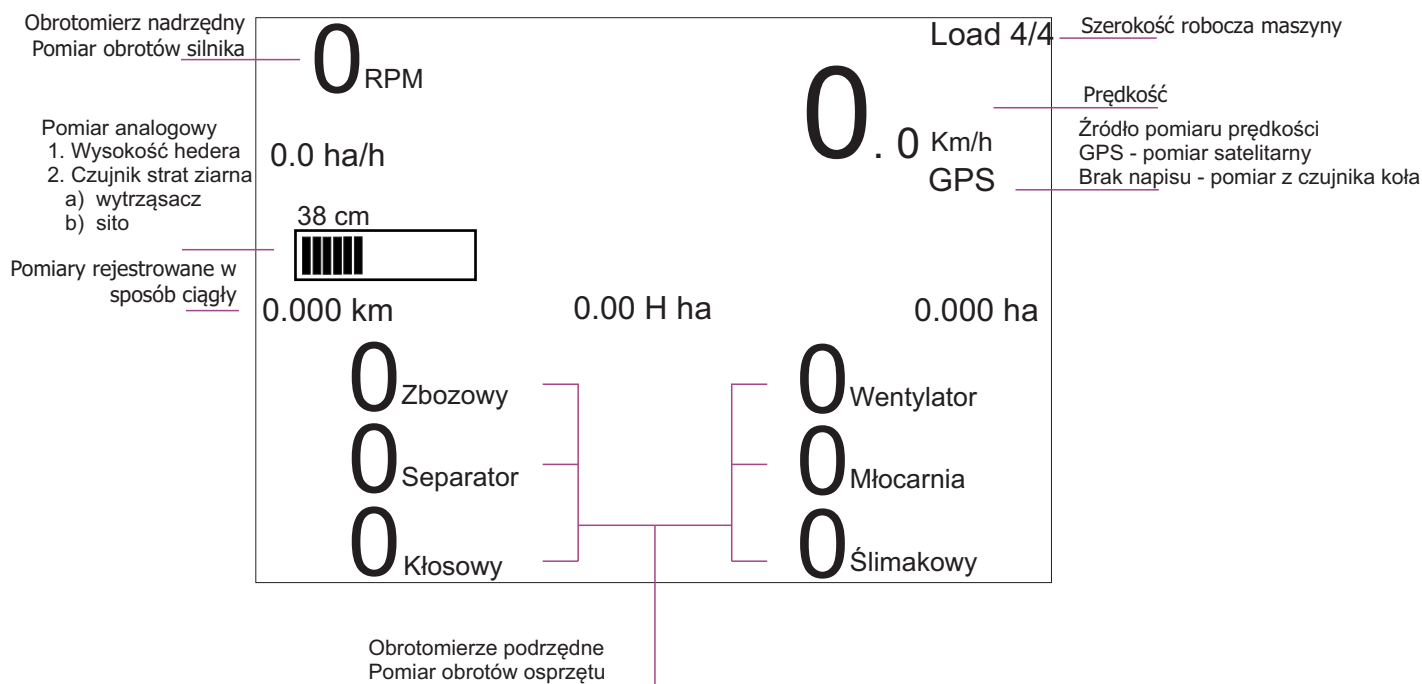 Obrotomierz nadrzędny
Pomiar obrotów silnika
0 RPM
Load 4/4
Szerokość robocza maszyny
0.0 Km/h
GPS
Prędkość
Źródło pomiaru prędkości
GPS - pomiar satelitarny
Brak napisu - pomiar z czujnika koła
Pomiar analogowy
1. Wysokość hedera
2. Czujnik strat ziarna
a) wytrząsacz
b) sito
0.0 ha/h
38 cm
Pomiary rejestrowane w
sposób ciągły
0.000 km
0.00 H ha
0.000 ha
0 Zbozowy
0 Wentylator
0 Separator
0 Młocarnia
0 Kłosowy
0 Ślimakowy
Obrotomierze podrzędne
Pomiar obrotów osprzętu